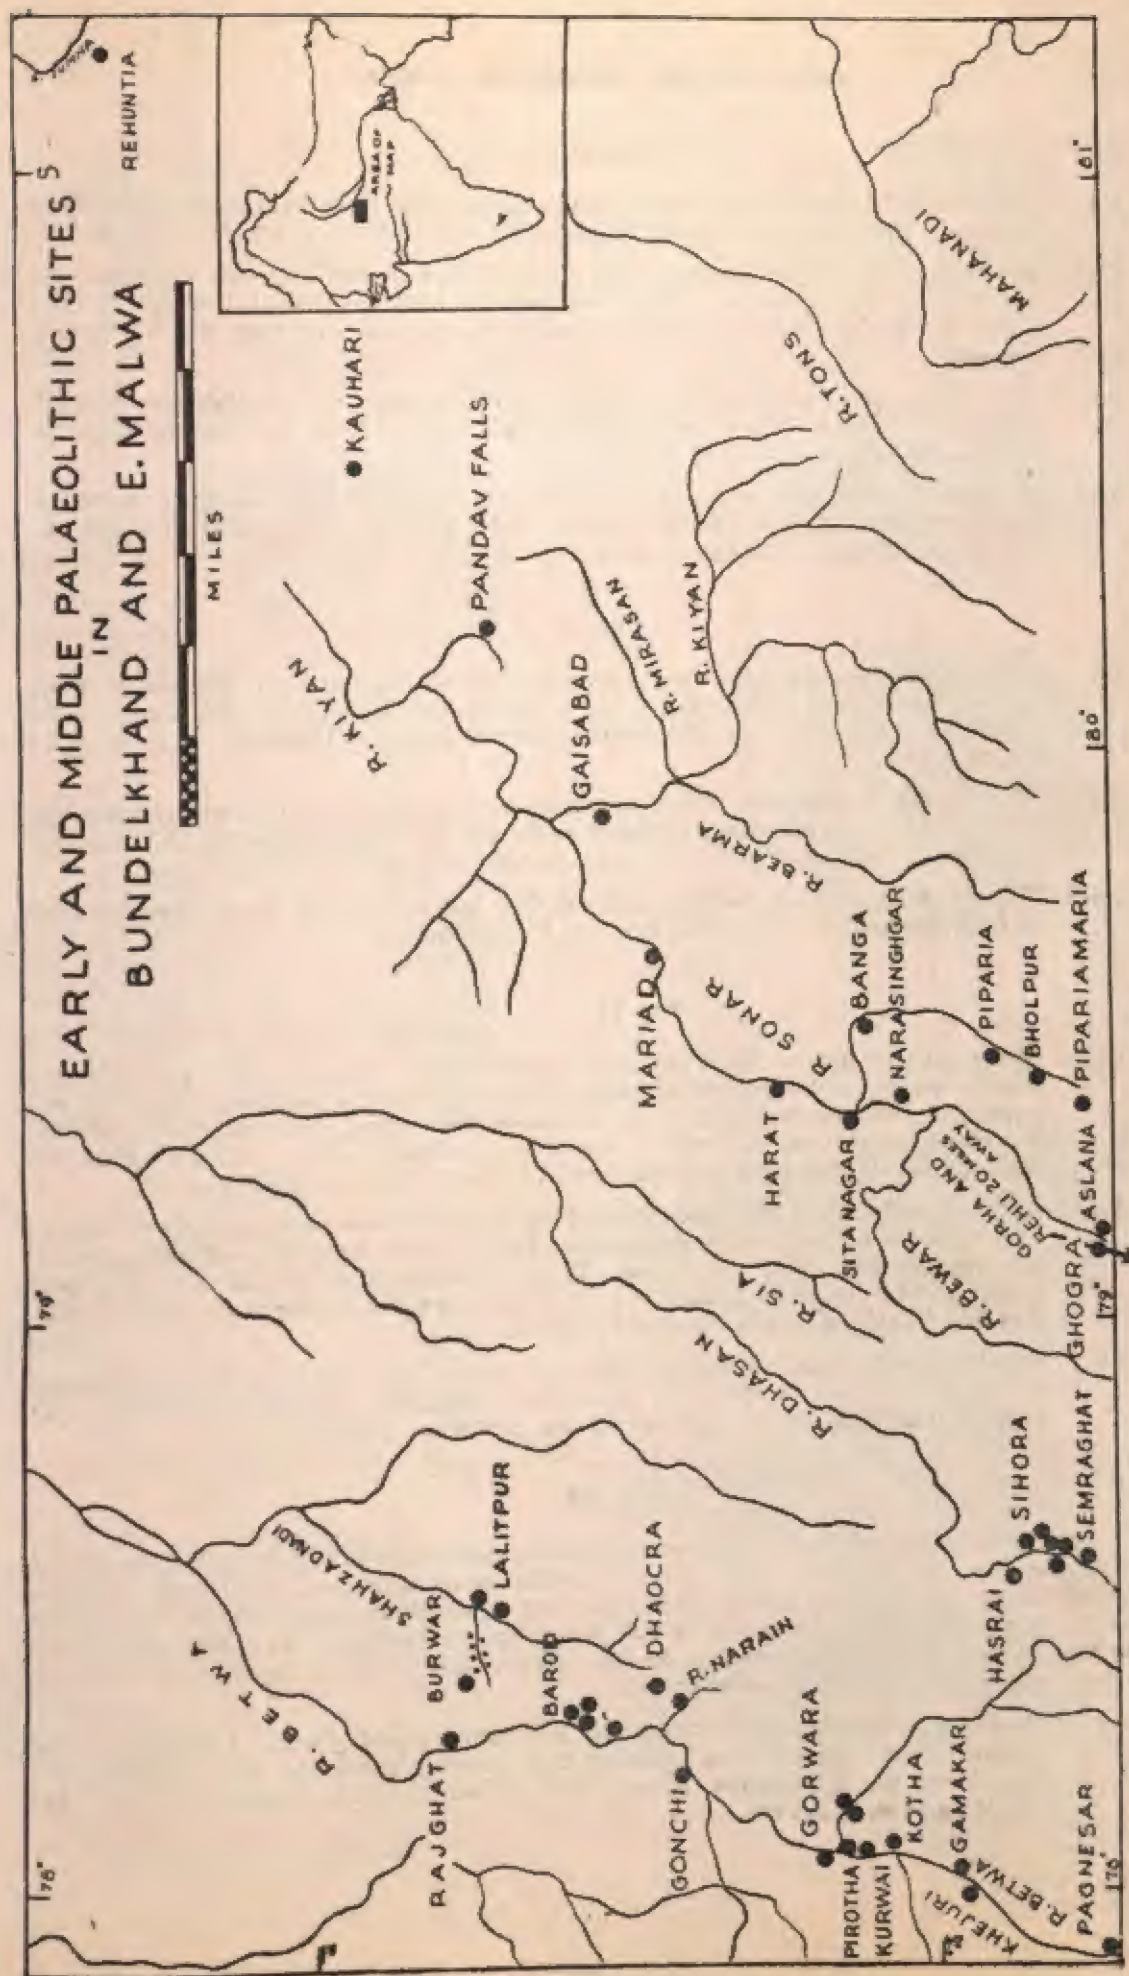 EARLY AND MIDDLE PALAEOLITHIC SITES
IN
BUNDELKHAND AND E. MALWA
MILES
REHUNTIA
AREA OF
MAP
KAUHARI
PANDAV FALLS
R. KIYAN
GAISABAD
R. MIRASAN
R. KIYAN
R. TONS
MAHANADI
R. BEARMA
MARIAD
R SONAR
BANGA
NARASINGHGAR
PIPARIA
BHOLPUR
PIPARIAMARIA
HARAT
SITANAGAR
GORHA AND
REHLI 20 MILES
AWAY
R. BEWAR
ASLANA
GHOGRA
R. SIA
R. DHASAN
SIHORA
SEMRAGHAT
HASRAI
SHAHZADNADI
LALITPUR
BURWAR
R. BETWA
RAJGHAT
BAROD
DHAOCRA
R. NARAIN
GONCHI
GORWARA
PIROTHA
KURWAI
KOTHA
GAMAKAR
R. BETWA
KHEJURI
PAGNESAR
78°
79°
78°
79°
80°
81°